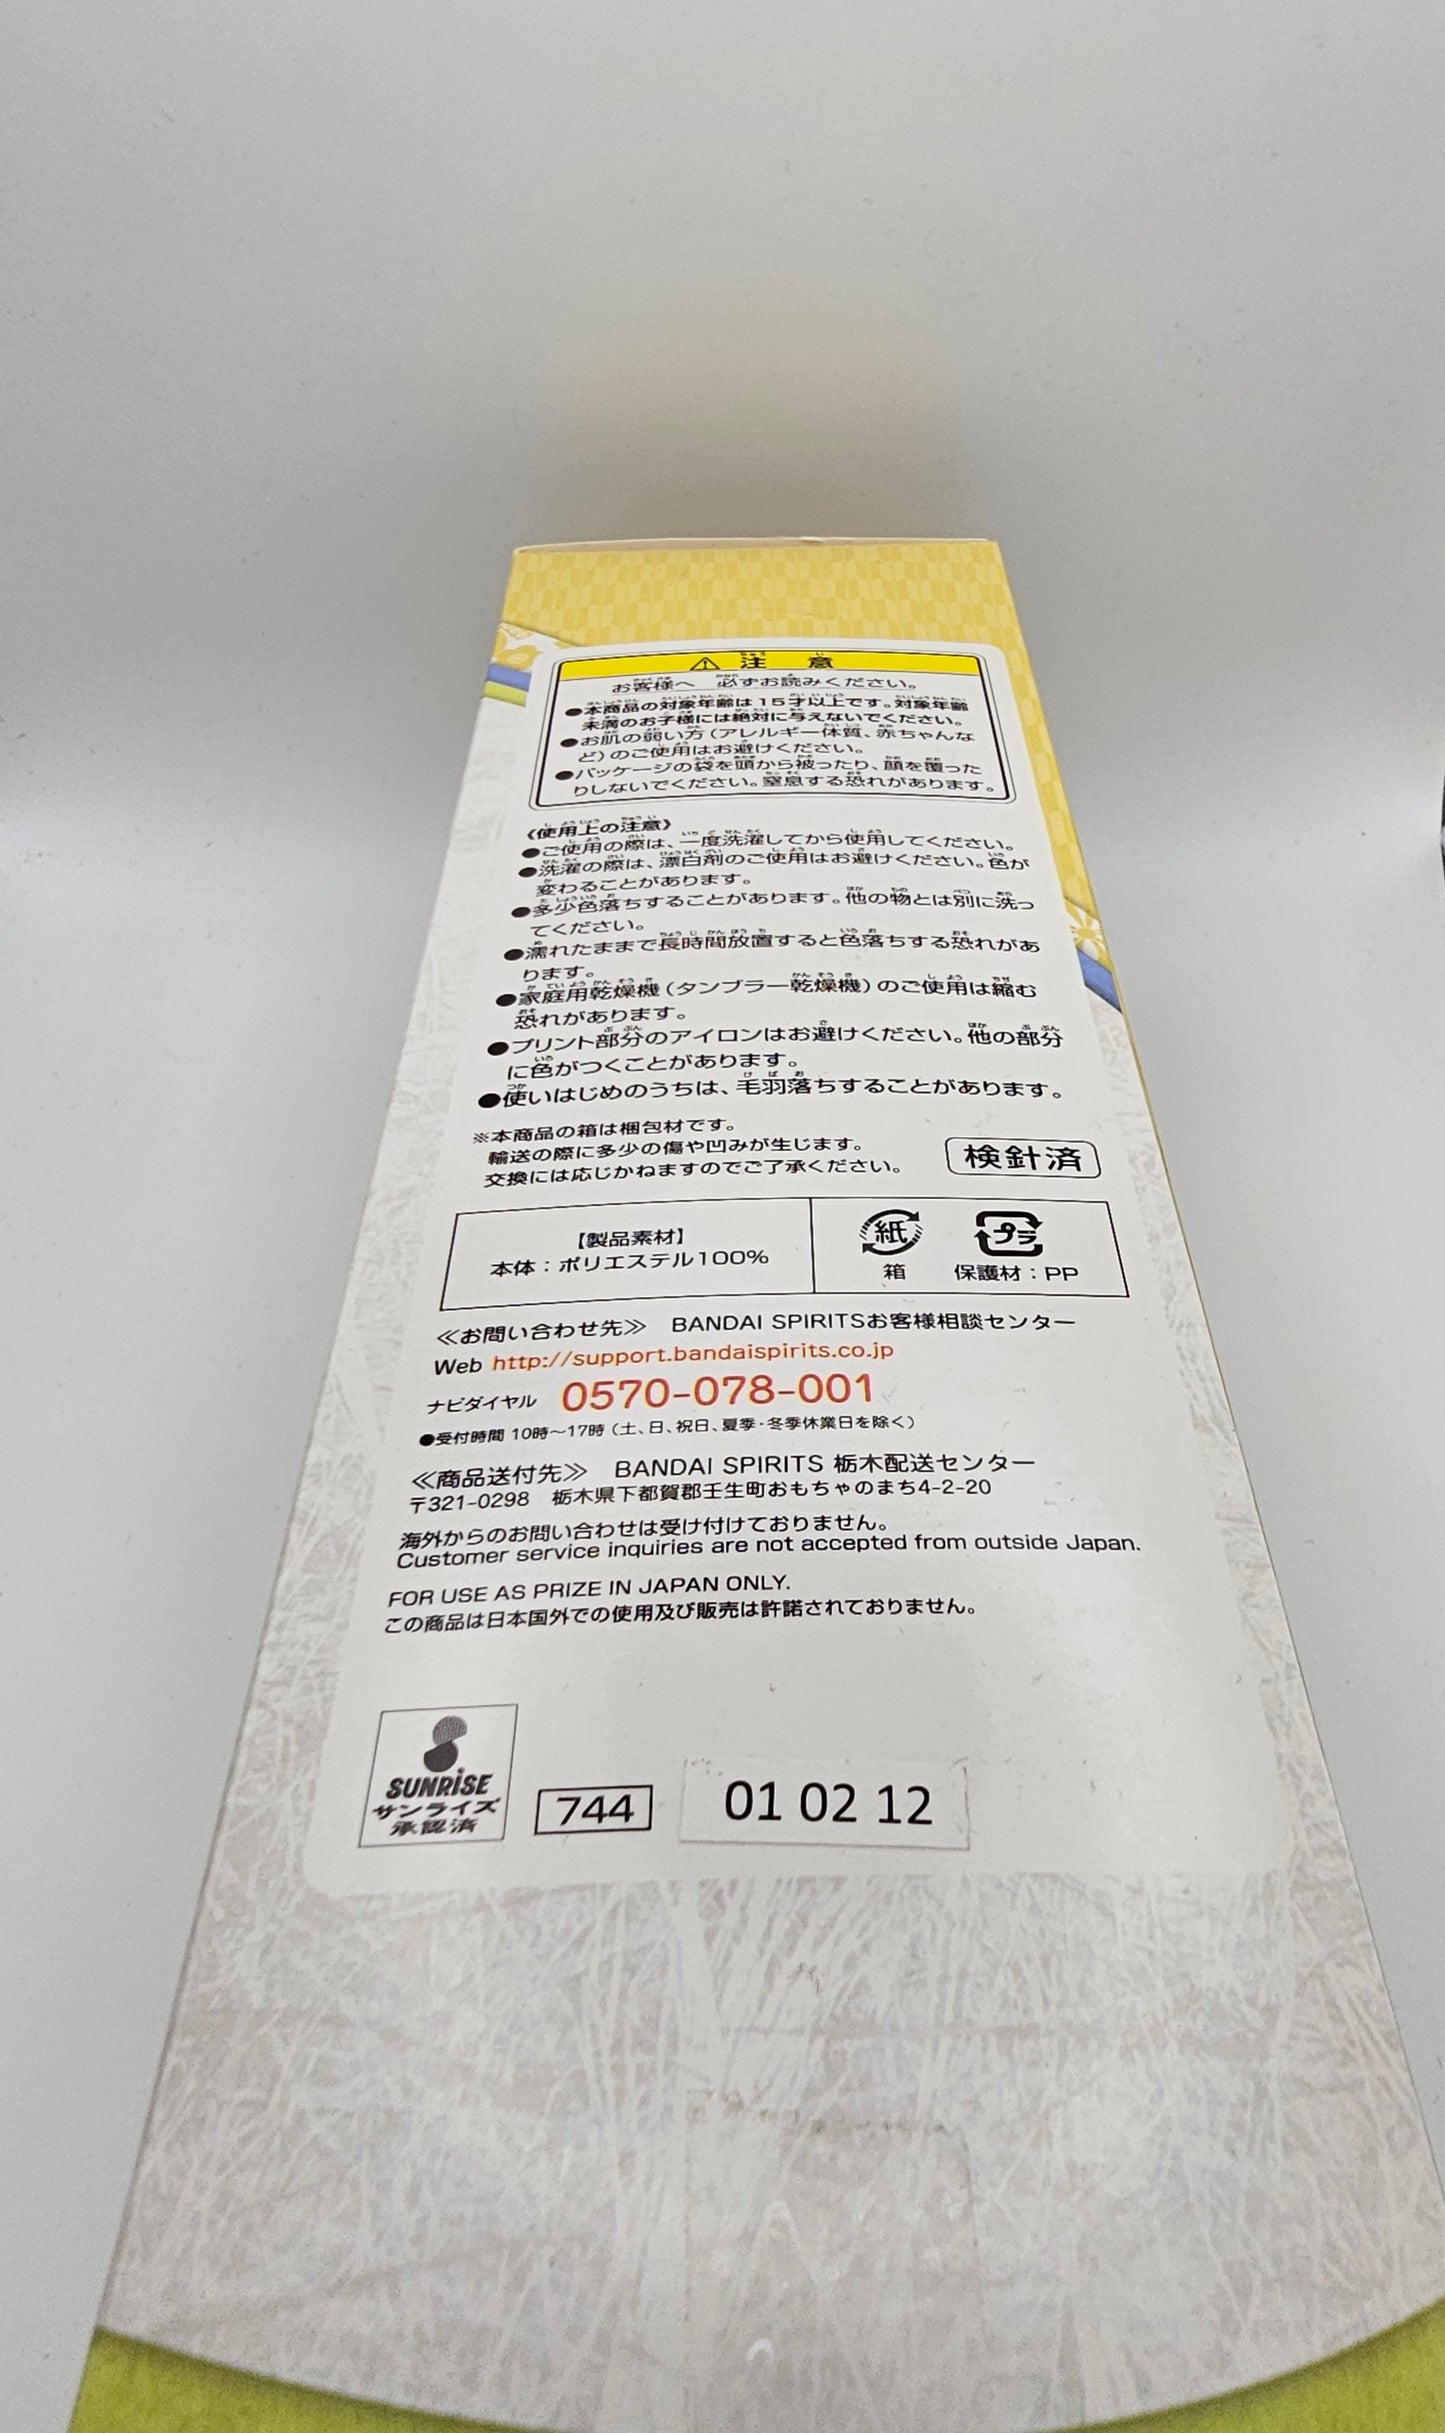 ⚠ 注 意
お客様へ 必ずお読みください。
●本商品の対象年齢は15才以上です。対象年齢
未満のお子様には絶対に与えないでください。
●お肌の弱い方(アレルギー体質、赤ちゃんな
ど)のご使用はお避けください。
●パッケージの袋を頭から被ったり、顔を覆った
りしないでください。窒息する恐れがあります。
《使用上の注意》
●ご使用の際は、一度洗濯してから使用してください。
●洗濯の際は、漂白剤のご使用はお避けください。色が
変わることがあります。
●多少色落ちすることがあります。他の物とは別に洗っ
てください。
●濡れたままで長時間放置すると色落ちする恐れがあ
ります。
●家庭用乾燥機(タンブラー乾燥機)のご使用は縮む
恐れがあります。
●プリント部分のアイロンはお避けください。他の部分
に色がつくことがあります。
●使いはじめのうちは、毛羽落ちすることがあります。
※本商品の箱は梱包材です。
輸送の際に多少の傷や凹みが生じます。
交換には応じかねますのでご了承ください。
検針済
【製品素材】
本体:ポリエステル100%
紙 プラ
箱 保護材:PP
≪お問い合わせ先≫ BANDAI SPIRITSお客様相談センター
Web http://support.bandaispirits.co.jp
ナビダイヤル 0570-078-001
●受付時間 10時〜17時(土、日、祝日、夏季・冬季休業日を除く)
≪商品送付先≫ BANDAI SPIRITS 栃木配送センター
〒321-0298 栃木県下都賀郡壬生町おもちゃのまち4-2-20
海外からのお問い合わせは受け付けておりません。
Customer service inquiries are not accepted from outside Japan.
FOR USE AS PRIZE IN JAPAN ONLY.
この商品は日本国外での使用及び販売は許諾されておりません。
SUNRiSE
サンライズ
承認済
744
01 02 12